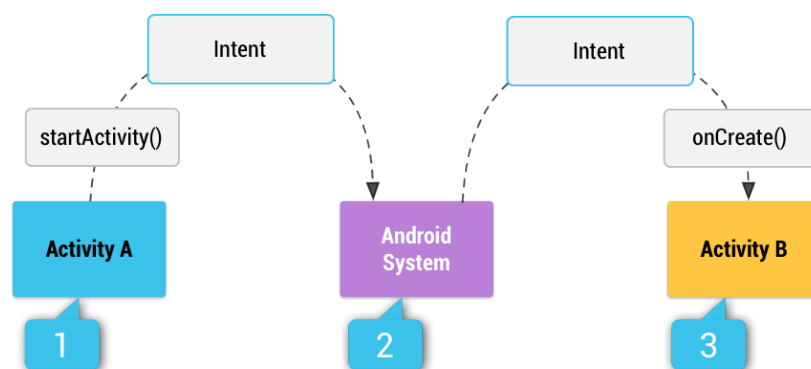 Intent
Intent
startActivity()
onCreate()
Activity A
Android
System
Activity B
1
2
3